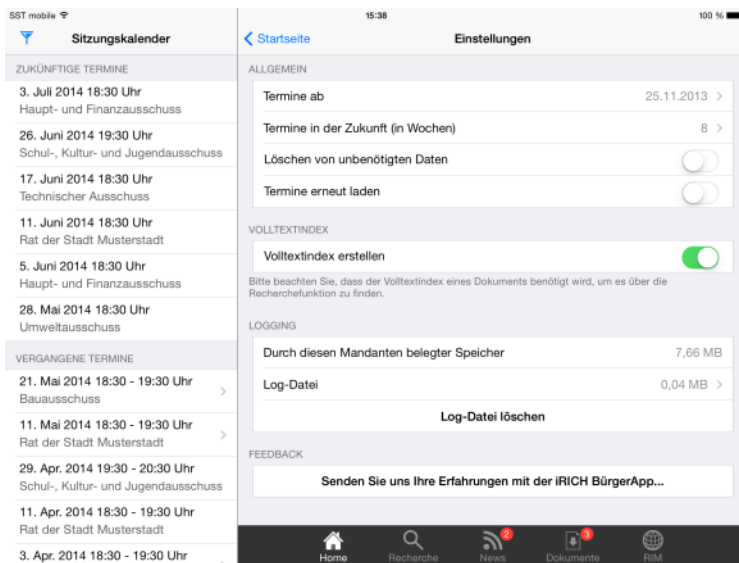 SST mobile
15:38
100 %
Sitzungskalender
ZUKÜNFTIGE TERMINE
3. Juli 2014 18:30 Uhr
Haupt- und Finanzausschuss
26. Juni 2014 19:30 Uhr
Schul-, Kultur- und Jugendausschuss
17. Juni 2014 18:30 Uhr
Technischer Ausschuss
11. Juni 2014 18:30 Uhr
Rat der Stadt Musterstadt
5. Juni 2014 18:30 Uhr
Haupt- und Finanzausschuss
28. Mai 2014 18:30 Uhr
Umweltausschuss
VERGANGENE TERMINE
21. Mai 2014 18:30 - 19:30 Uhr
Bauausschuss
11. Mai 2014 18:30 - 19:30 Uhr
Rat der Stadt Musterstadt
29. Apr. 2014 19:30 - 20:30 Uhr
Schul-, Kultur- und Jugendausschuss
11. Apr. 2014 18:30 - 19:30 Uhr
Rat der Stadt Musterstadt
3. Apr. 2014 18:30 - 19:30 Uhr
Startseite
Einstellungen
ALLGEMEIN
Termine ab 25.11.2013
Termine in der Zukunft (in Wochen) 8
Löschen von unbenötigten Daten
Termine erneut laden
VOLLTEXTINDEX
Volltextindex erstellen
Bitte beachten Sie, dass der Volltextindex eines Dokuments benötigt wird, um es über die
Recherchefunktion zu finden.
LOGGING
Durch diesen Mandanten belegter Speicher 7,66 MB
Log-Datei 0,04 MB
Log-Datei löschen
FEEDBACK
Senden Sie uns Ihre Erfahrungen mit der iRICH BürgerApp...
2
3
Home Recherche News Dokumente RIM